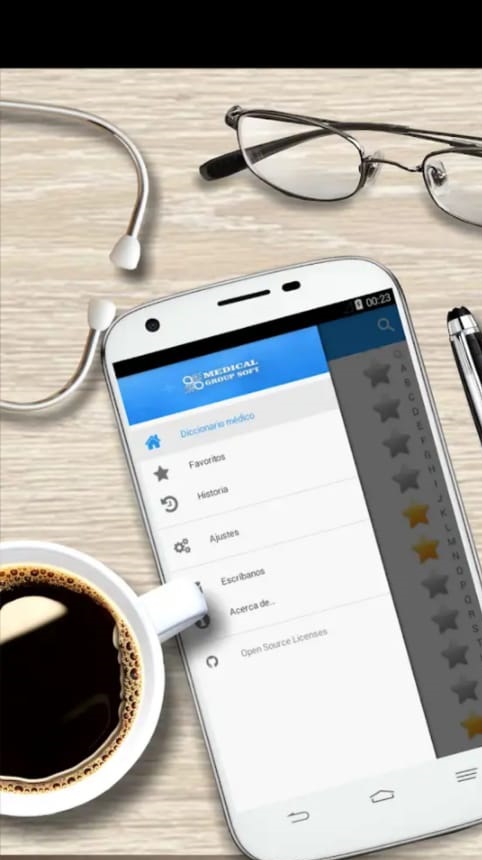 00:23
MEDICAL
GROUP SOFT
Diccionario médico
Favoritos
Historia
Ajustes
Escríbanos
Acerca de..
Open Source Licenses
A
B
C
D
E
F
G
H
I
J
K
L
M
N
O
P
Q
R
S